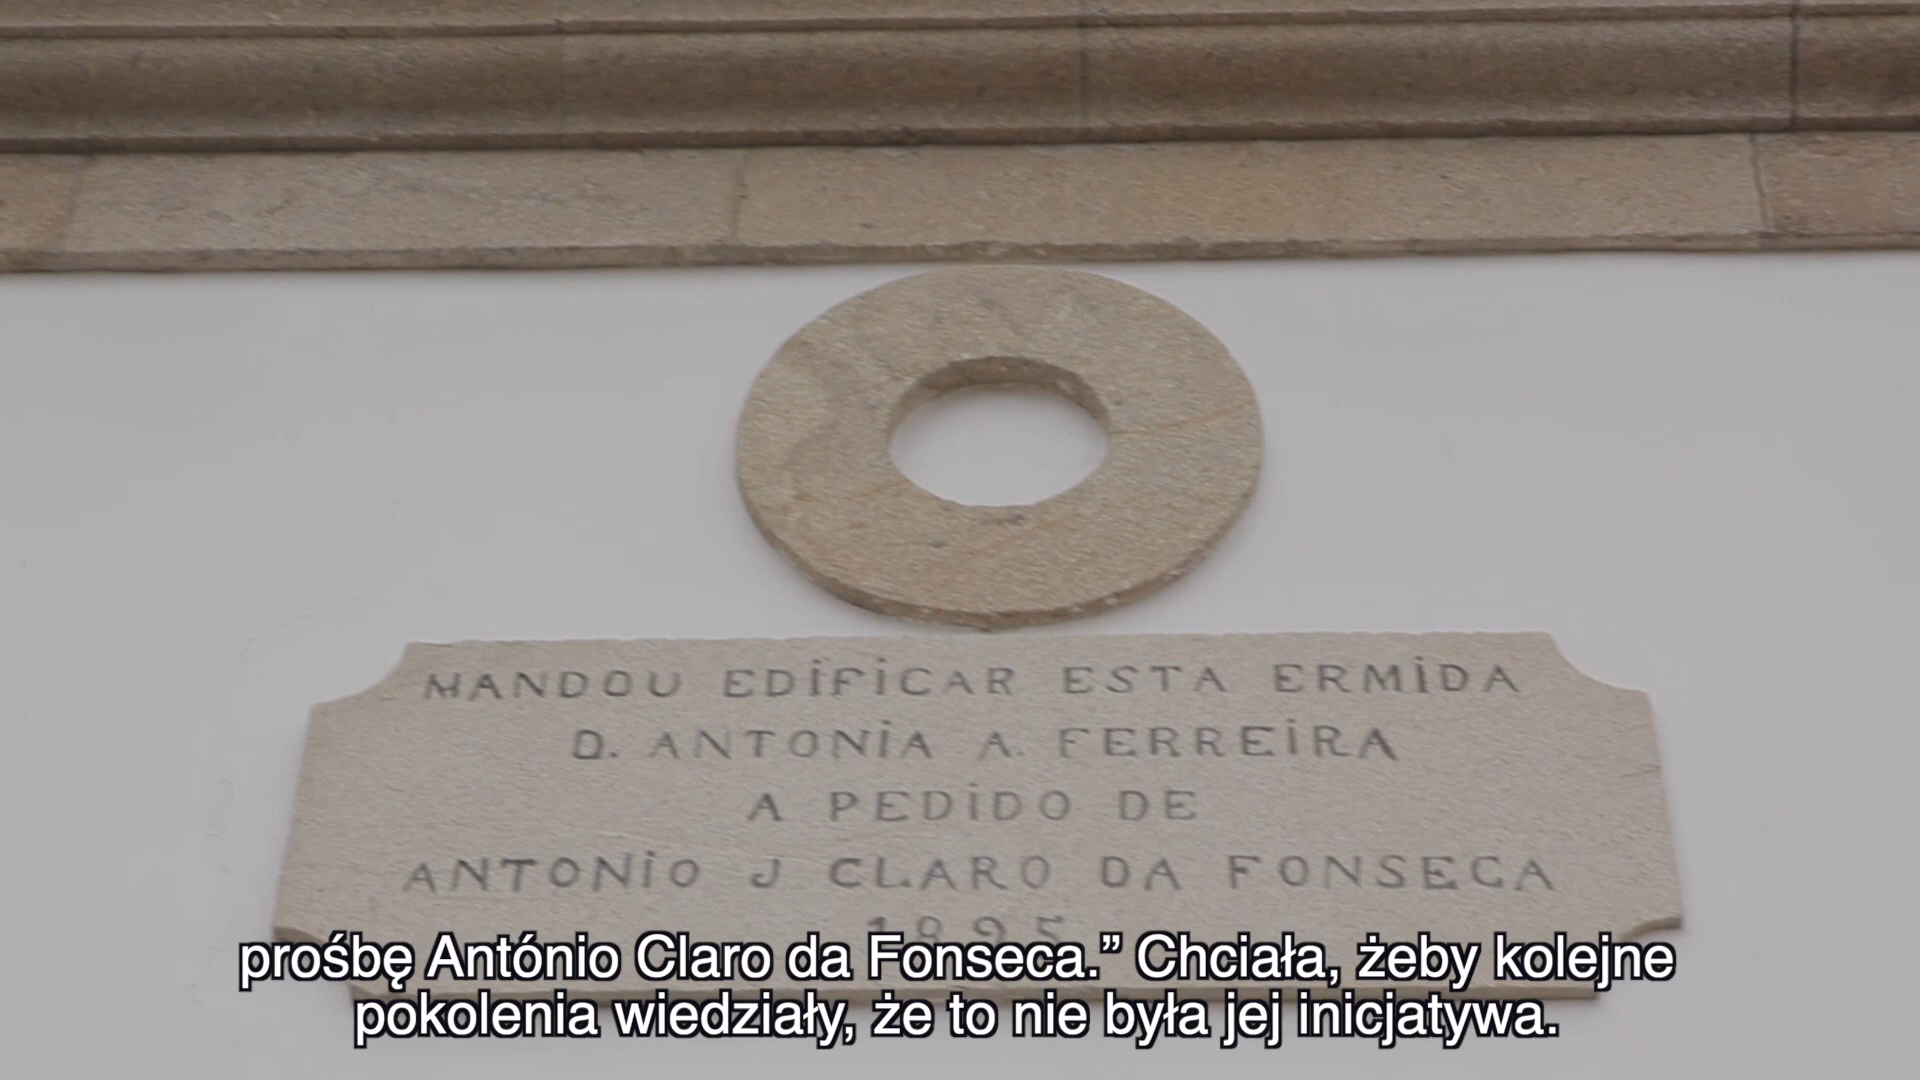 MANDOU EDIFICAR ESTA ERMIDA
D. ANTONIA A. FERREIRA
A PEDIDO DE
ANTONIO J CLARO DA FONSECA
1895
prośbę António Claro da Fonseca.” Chciała, żeby kolejne
pokolenia wiedziały, że to nie była jej inicjatywa.